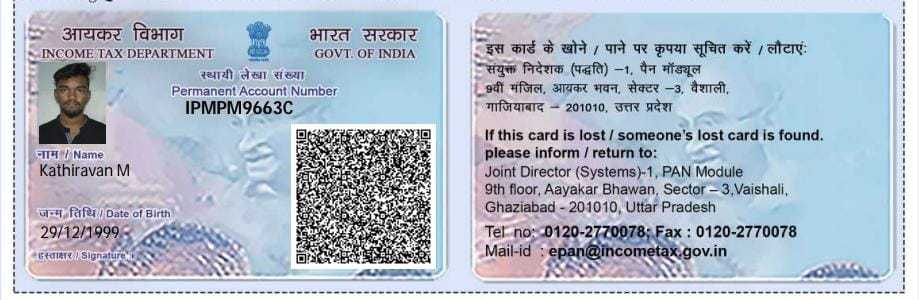 आयकर विभाग
INCOME TAX DEPARTMENT
भारत सरकार
GOVT. OF INDIA
स्थायी लेखा संख्या
Permanent Account Number
IPMPM9663C
नाम / Name
Kathiravan M
जन्म तिथि / Date of Birth
29/12/1999
हस्ताक्षर / Signature
इस कार्ड के खोने / पाने पर कृपया सूचित करें / लौटाएं:
संयुक्त निदेशक (पद्धति) –1, पैन मॉड्यूल
9वीं मंजिल, आयकर भवन, सेक्टर –3, वैशाली,
गाजियाबाद – 201010, उत्तर प्रदेश
If this card is lost / someone's lost card is found.
please inform / return to:
Joint Director (Systems)-1, PAN Module
9th floor, Aayakar Bhawan, Sector – 3,Vaishali,
Ghaziabad - 201010, Uttar Pradesh
Tel no: 0120-2770078; Fax : 0120-2770078
Mail-id : epan@incometax.gov.in